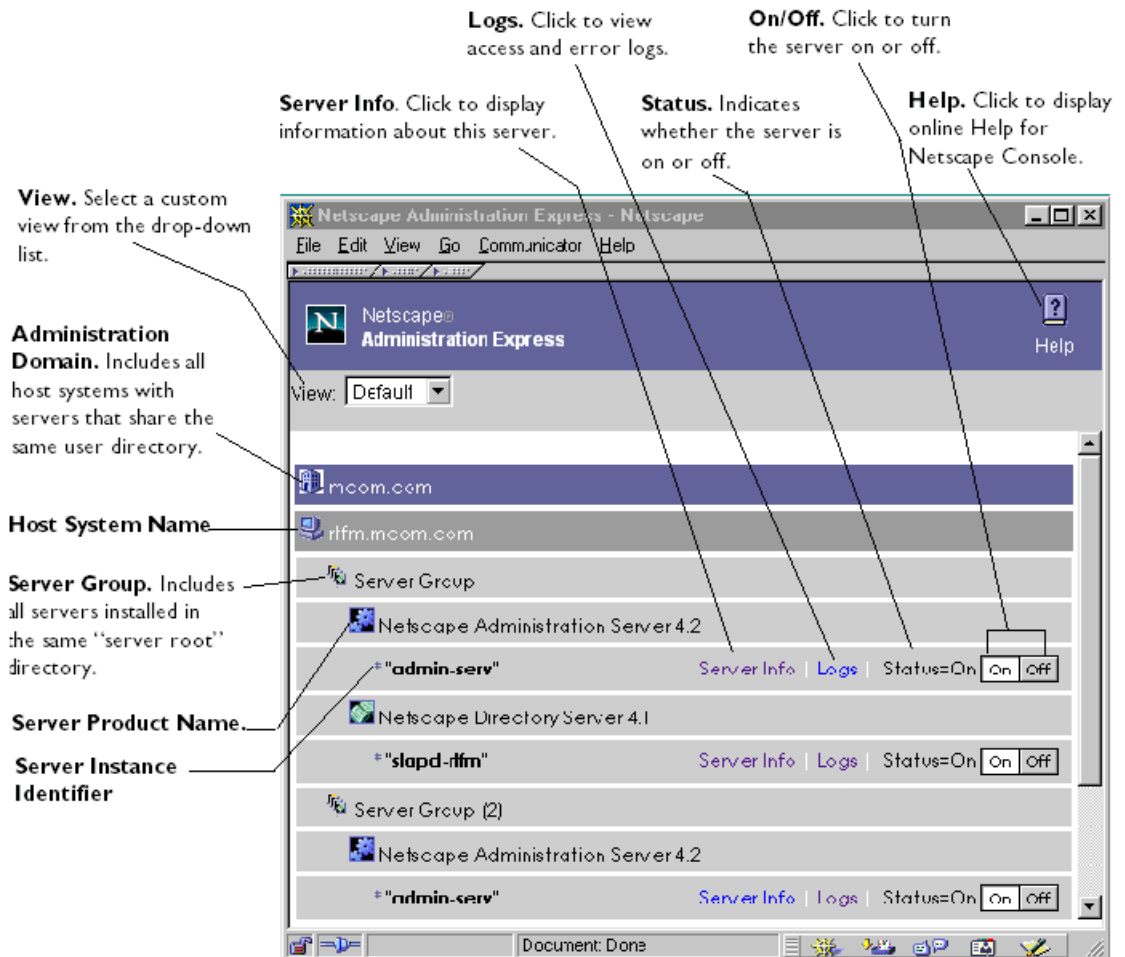 Logs. Click to view
access and error logs.
On/Off. Click to turn
the server on or off.
Server Info. Click to display
information about this server.
Status. Indicates
whether the server is
on or off.
Help. Click to display
online Help for
Netscape Console.
View. Select a custom
view from the drop-down
list.
Administration
Domain. Includes all
host systems with
servers that share the
same user directory.
Host System Name
Server Group. Includes
all servers installed in
the same "server root"
directory.
Server Product Name.
Server Instance
Identifier
Netscape Administration Express - Netscape
File Edit View Go Communicator Help
N Netscape®
Administration Express
? Help
View: Default
mcom.com
rlfm.mcom.com
Server Group
Netscape Administration Server 4.2
* "admin-serv" Server Info | Logs | Status=On On Off
Netscape Directory Server 4.1
* "slapd-rlfm" Server Info | Logs | Status=On On Off
Server Group (2)
Netscape Administration Server 4.2
* "admin-serv" Server Info | Logs | Status=On On Off
Document: Done